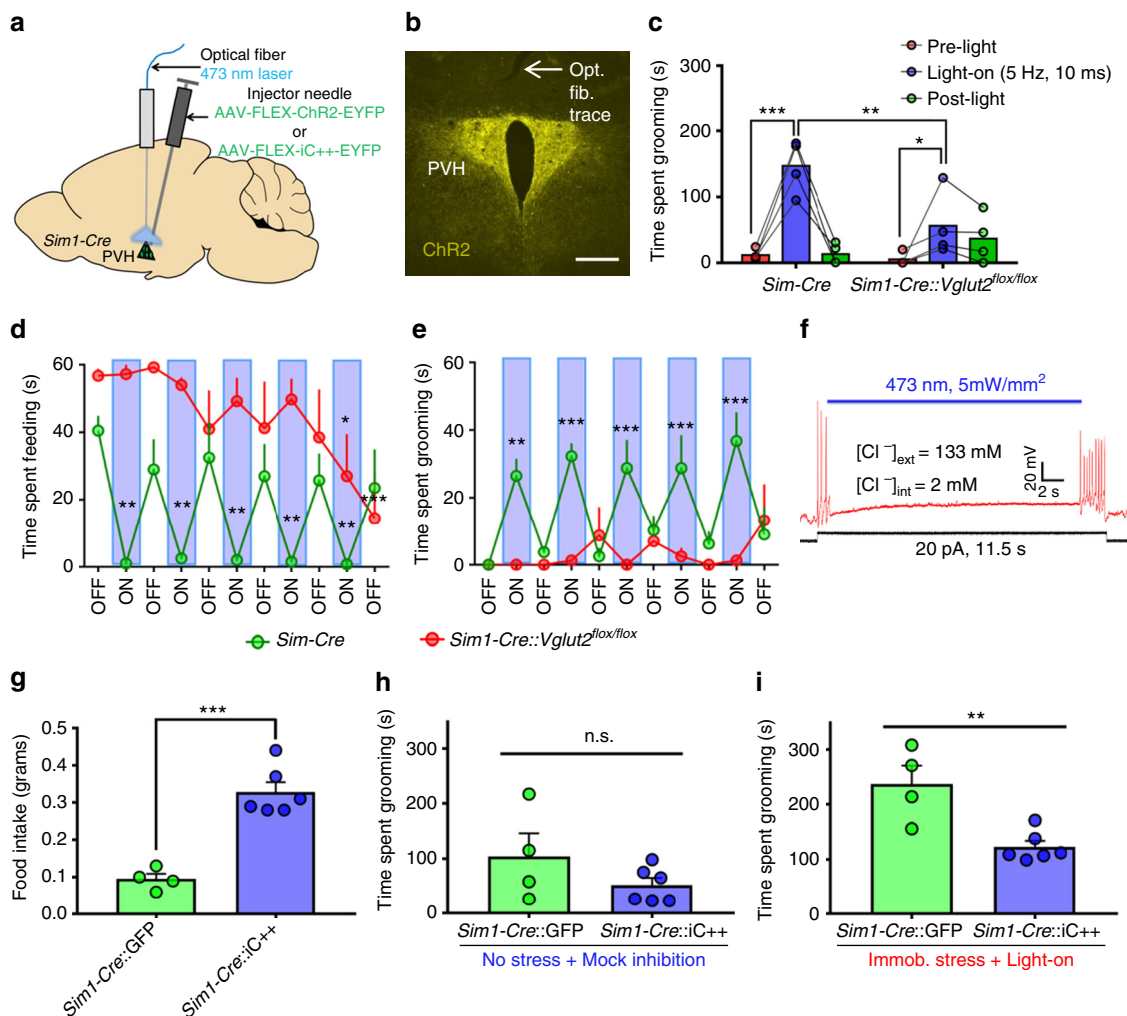 a
Optical fiber
473 nm laser
Injector needle
AAV-FLEX-ChR2-EYFP
or
AAV-FLEX-iC++-EYFP
Sim1-Cre
PVH
b
Opt.
fib.
trace
PVH
ChR2
c
Pre-light
Light-on (5 Hz, 10 ms)
Post-light
Time spent grooming (s)
300
200
100
0
***
**
*
Sim-Cre
Sim1-Cre::Vglut2flox/flox
d
Time spent feeding (s)
60
40
20
0
**
**
**
**
*
**
***
OFF
ON
OFF
ON
OFF
ON
OFF
ON
OFF
ON
OFF
e
Time spent grooming (s)
60
40
20
0
**
***
***
***
***
OFF
ON
OFF
ON
OFF
ON
OFF
ON
OFF
ON
OFF
Sim-Cre
Sim1-Cre::Vglut2flox/flox
f
473 nm, 5mW/mm2
[Cl –]ext = 133 mM
[Cl –]int = 2 mM
20 mV
2 s
20 pA, 11.5 s
g
Food intake (grams)
0.5
0.4
0.3
0.2
0.1
0.0
***
Sim1-Cre::GFP
Sim1-Cre::iC++
h
Time spent grooming (s)
300
200
100
0
n.s.
Sim1-Cre::GFP
Sim1-Cre::iC++
No stress + Mock inhibition
i
Time spent grooming (s)
300
200
100
0
**
Sim1-Cre::GFP
Sim1-Cre::iC++
Immob. stress + Light-on